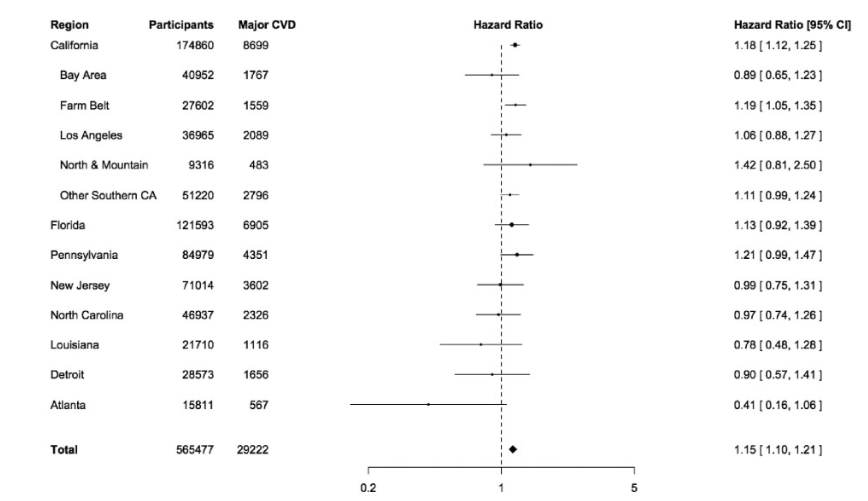 Region Participants Major CVD Hazard Ratio Hazard Ratio [95% CI]
California 174860 8699 1.18 [ 1.12, 1.25 ]
Bay Area 40952 1767 0.89 [ 0.65, 1.23 ]
Farm Belt 27602 1559 1.19 [ 1.05, 1.35 ]
Los Angeles 36965 2089 1.06 [ 0.88, 1.27 ]
North & Mountain 9316 483 1.42 [ 0.81, 2.50 ]
Other Southern CA 51220 2796 1.11 [ 0.99, 1.24 ]
Florida 121593 6905 1.13 [ 0.92, 1.39 ]
Pennsylvania 84979 4351 1.21 [ 0.99, 1.47 ]
New Jersey 71014 3602 0.99 [ 0.75, 1.31 ]
North Carolina 46937 2326 0.97 [ 0.74, 1.26 ]
Louisiana 21710 1116 0.78 [ 0.48, 1.28 ]
Detroit 28573 1656 0.90 [ 0.57, 1.41 ]
Atlanta 15811 567 0.41 [ 0.16, 1.06 ]
Total 565477 29222 1.15 [ 1.10, 1.21 ]
0.2 1 5